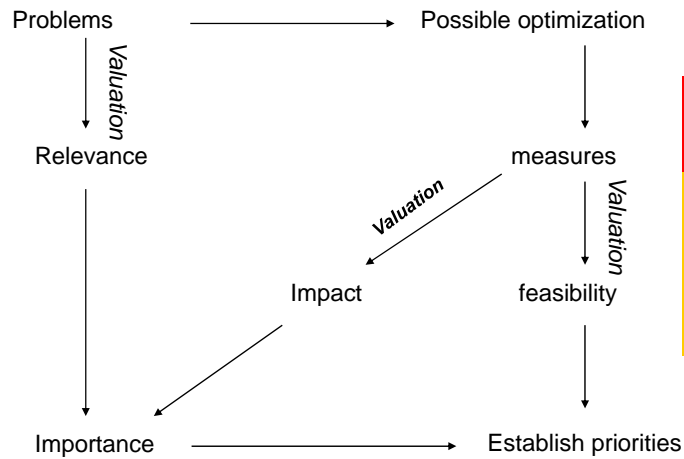 Problems
Possible optimization
Valuation
Relevance
measures
Valuation
Valuation
Impact
feasibility
Importance
Establish priorities